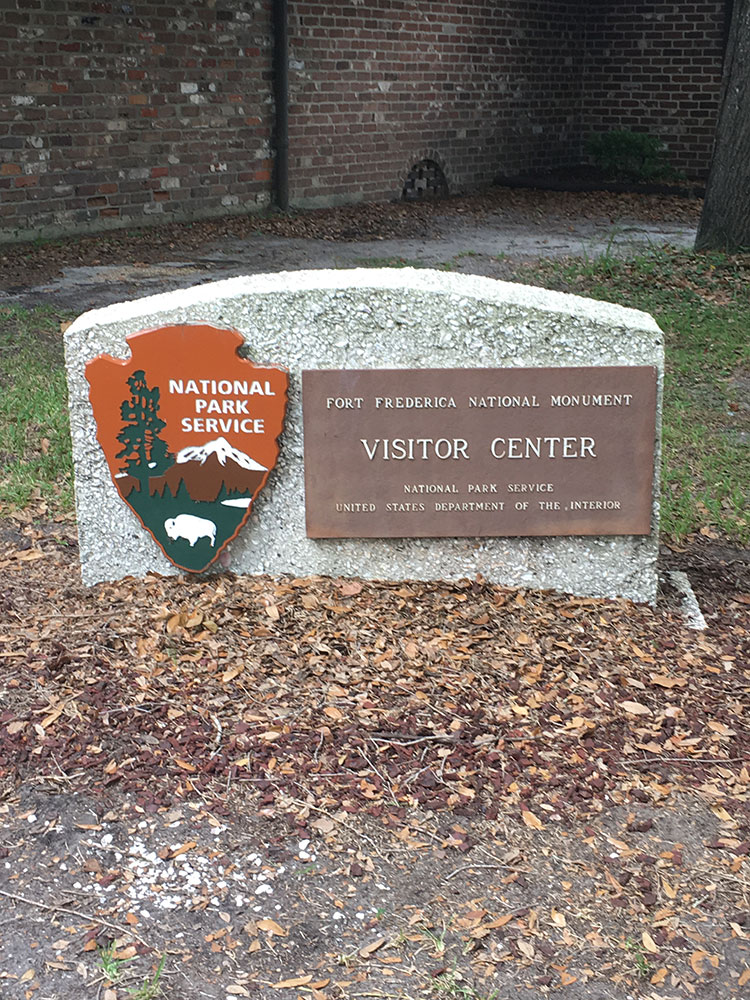 NATIONAL
PARK
SERVICE
FORT FREDERICA NATIONAL MONUMENT
VISITOR CENTER
NATIONAL PARK SERVICE
UNITED STATES DEPARTMENT OF THE INTERIOR